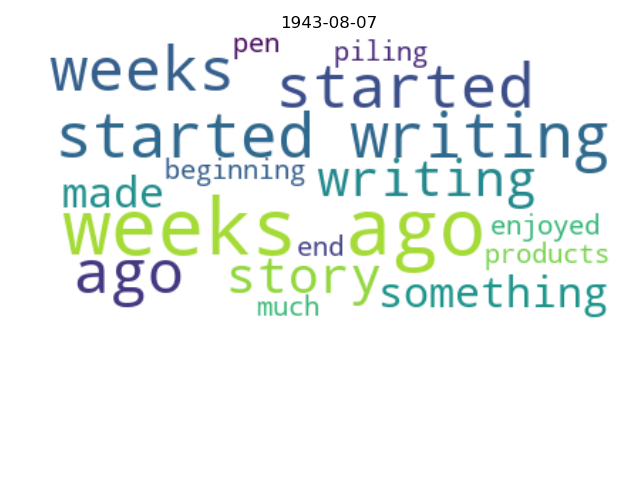 1943-08-07
pen
piling
weeks
started
started writing
beginning
writing
made
weeks ago
enjoyed
end
products
ago
story
something
much